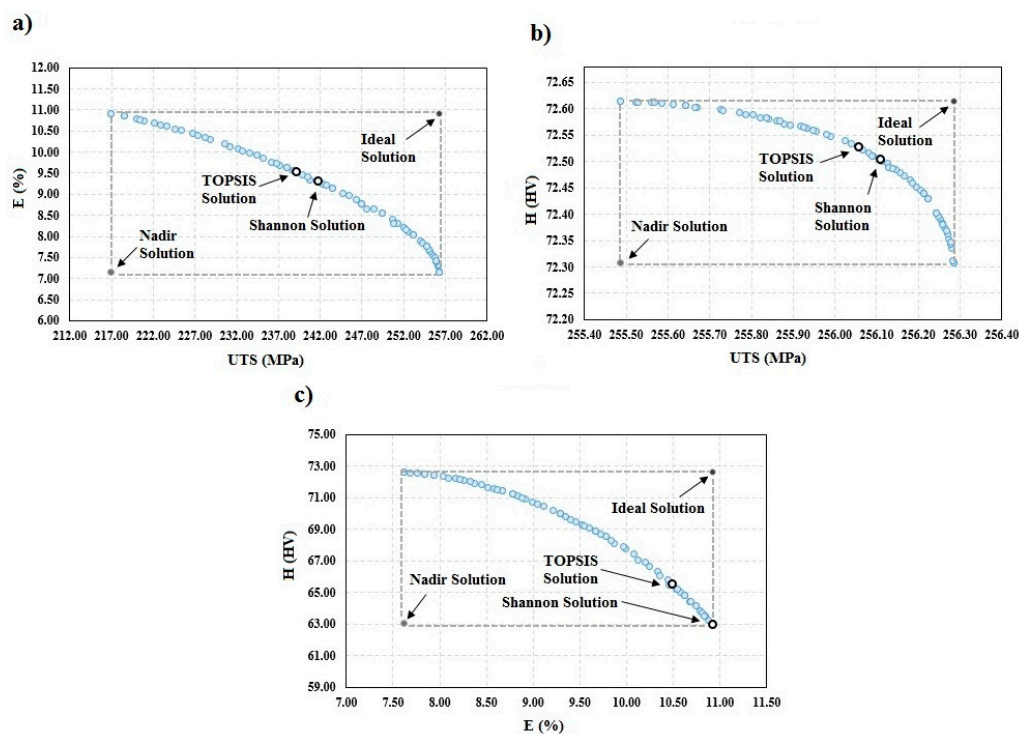 a)
12.00
11.00
10.50
10.00
9.50
9.00
8.50
8.00
7.50
7.00
6.50
6.00
E (%)
Ideal
Solution
TOPSIS
Solution
Shannon Solution
Nadir
Solution
212.00 217.00 222.00 227.00 232.00 237.00 242.00 247.00 252.00 257.00 262.00
UTS (MPa)
b)
72.65
72.60
72.55
72.50
72.45
72.40
72.35
72.30
72.25
72.20
H (HV)
Ideal
Solution
TOPSIS
Solution
Shannon
Solution
Nadir Solution
255.40 255.50 255.60 255.70 255.80 255.90 256.00 256.10 256.20 256.30 256.40
UTS (MPa)
c)
75.00
73.00
71.00
69.00
67.00
65.00
63.00
61.00
59.00
H (HV)
Ideal Solution
TOPSIS
Solution
Nadir Solution
Shannon Solution
7.00 7.50 8.00 8.50 9.00 9.50 10.00 10.50 11.00 11.50
E (%)